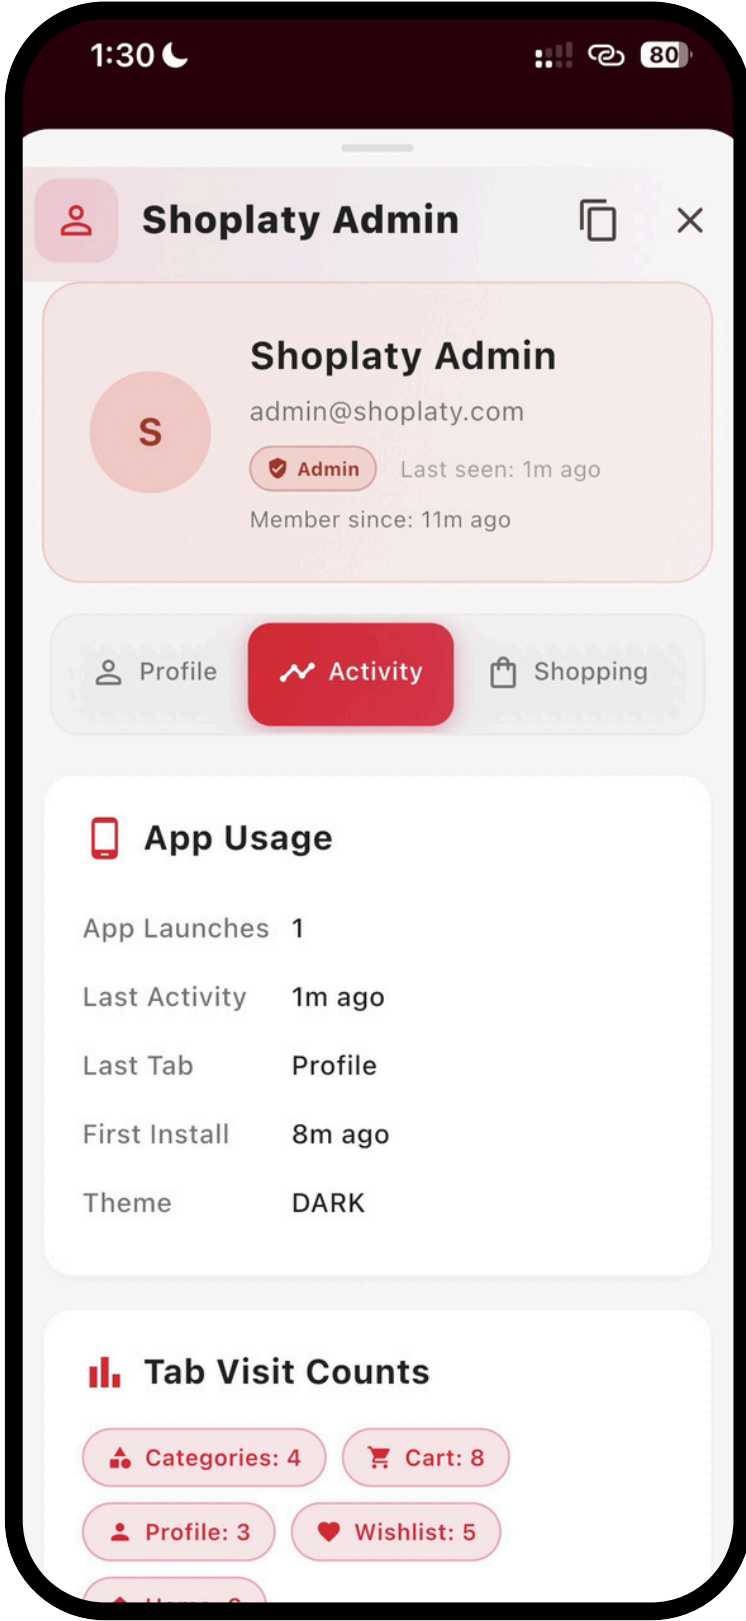 1:30
80
Shoplaty Admin
Shoplaty Admin
S
admin@shoplaty.com
Admin Last seen: 1m ago
Member since: 11m ago
Profile Activity Shopping
App Usage
App Launches 1
Last Activity 1m ago
Last Tab Profile
First Install 8m ago
Theme DARK
Tab Visit Counts
Categories: 4 Cart: 8
Profile: 3 Wishlist: 5